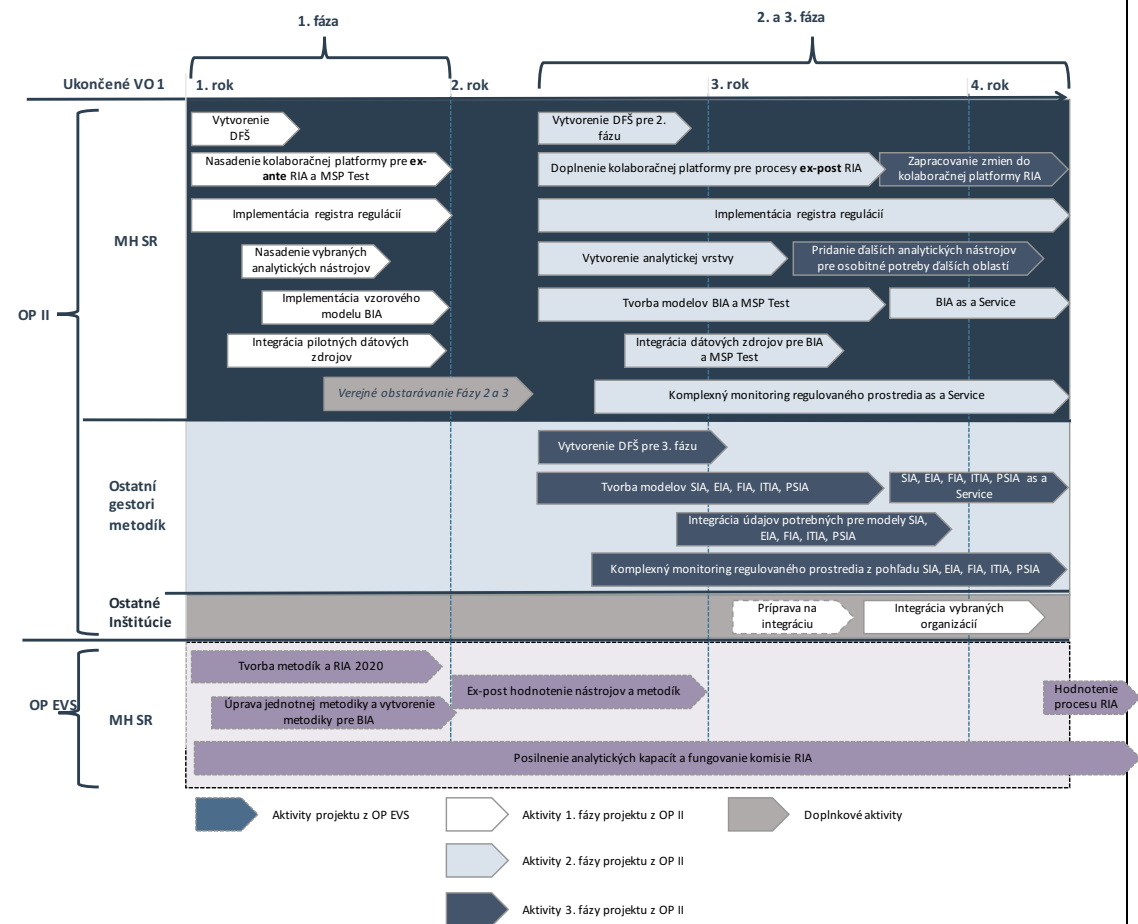 1. fáza
2. a 3. fáza
Ukončené VO 1
1. rok
2. rok
3. rok
4. rok
OP II
MH SR
Vytvorenie
DFŠ
Vytvorenie DFŠ pre 2.
fázu
Nasadenie kolaboračnej platformy pre ex-
ante RIA a MSP Test
Doplnenie kolaboračnej platformy pre procesy ex-post RIA
Zapracovanie zmien do
kolaboračnej platformy RIA
Implementácia registra regulácií
Implementácia registra regulácií
Nasadenie vybraných
analytických nástrojov
Vytvorenie analytickej vrstvy
Pridanie ďalších analytických nástrojov
pre osobitné potreby ďalších oblastí
Implementácia vzorového
modelu BIA
Tvorba modelov BIA a MSP Test
BIA as a Service
Integrácia pilotných dátových
zdrojov
Integrácia dátových zdrojov pre BIA
a MSP Test
Verejné obstarávanie Fázy 2 a 3
Komplexný monitoring regulovaného prostredia as a Service
Ostatní
gestori
metodík
Vytvorenie DFŠ pre 3. fázu
Tvorba modelov SIA, EIA, FIA, ITIA, PSIA
SIA, EIA, FIA, ITIA, PSIA as a
Service
Integrácia údajov potrebných pre modely SIA,
EIA, FIA, ITIA, PSIA
Komplexný monitoring regulovaného prostredia z pohľadu SIA, EIA, FIA, ITIA, PSIA
Ostatné
Inštitúcie
Príprava na
integráciu
Integrácia vybraných
organizácií
OP EVS
MH SR
Tvorba metodík a RIA 2020
Ex-post hodnotenie nástrojov a metodík
Úprava jednotnej metodiky a vytvorenie
metodiky pre BIA
Hodnotenie
procesu RIA
Posilnenie analytických kapacít a fungovanie komisie RIA
Aktivity projektu z OP EVS
Aktivity 1. fázy projektu z OP II
Doplnkové aktivity
Aktivity 2. fázy projektu z OP II
Aktivity 3. fázy projektu z OP II